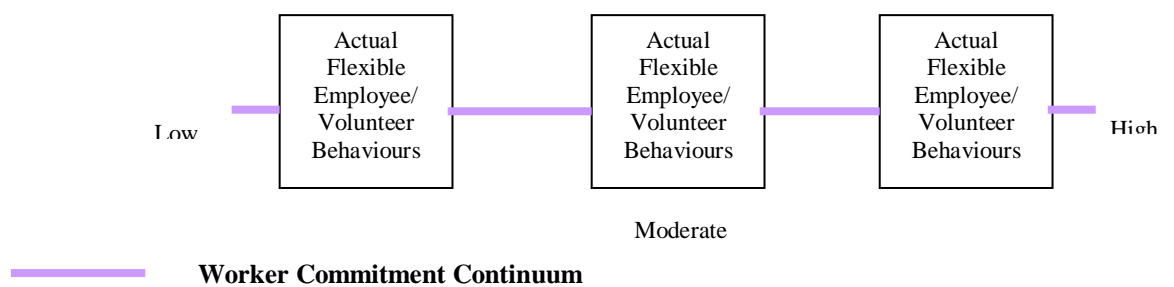 Actual
Flexible
Employee/
Volunteer
Behaviours
Actual
Flexible
Employee/
Volunteer
Behaviours
Actual
Flexible
Employee/
Volunteer
Behaviours
Low
High
Moderate
Worker Commitment Continuum